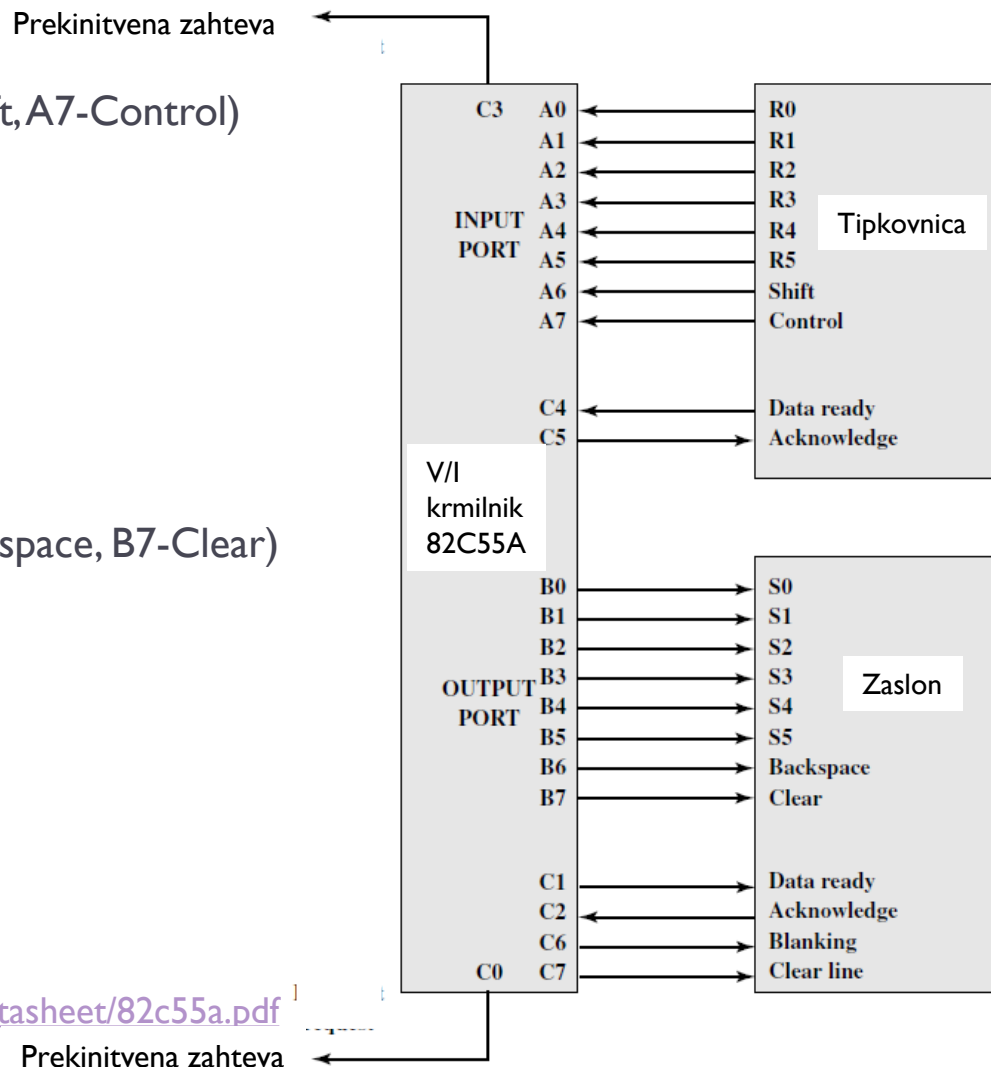 Prekinitvena zahteva
t, A7-Control)
C3 A0 R0
A1 R1
A2 R2
A3 R3
INPUT PORT
A4 R4
Tipkovnica
A5 R5
A6 Shift
A7 Control
C4 Data ready
C5 Acknowledge
V/I
krmilnik
82C55A
space, B7-Clear)
B0 S0
B1 S1
B2 S2
B3 S3
OUTPUT PORT
Zaslon
B4 S4
B5 S5
B6 Backspace
B7 Clear
C1 Data ready
C2 Acknowledge
C6 Blanking
C0 C7 Clear line
tasheet/82c55a.pdf
Prekinitvena zahteva